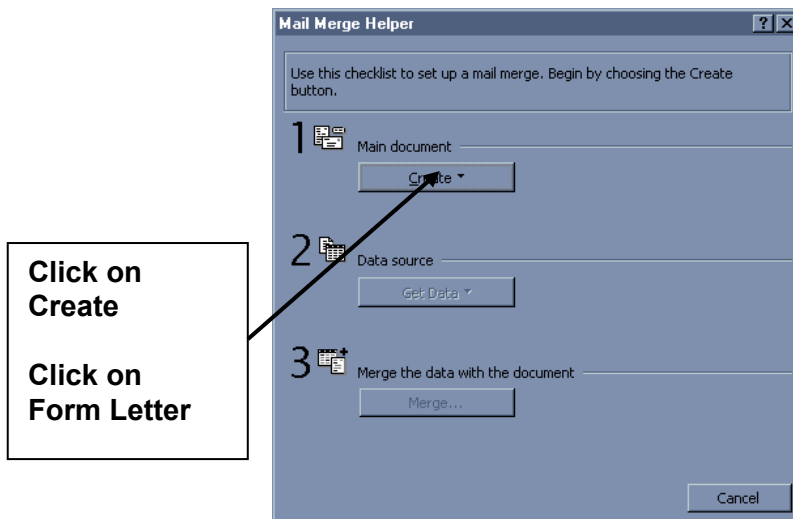 Mail Merge Helper
Use this checklist to set up a mail merge. Begin by choosing the Create
button.
1 Main document
Create
2 Data source
Get Data
3 Merge the data with the document
Merge...
Cancel
Click on
Create
Click on
Form Letter